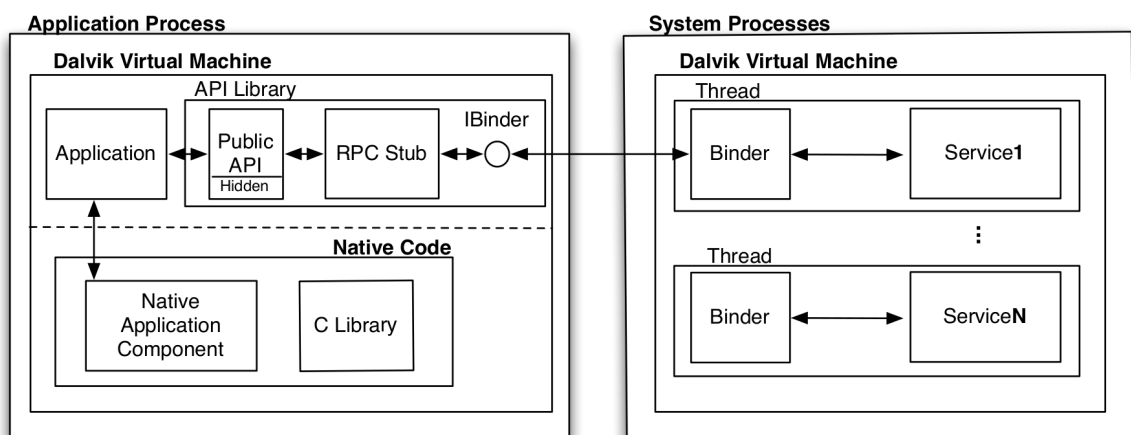 Application Process
System Processes
Dalvik Virtual Machine
Dalvik Virtual Machine
API Library
Thread
Application
Public
API
Hidden
RPC Stub
IBinder
Binder
Service1
Native Code
Native
Application
Component
C Library
⋮
Thread
Binder
ServiceN